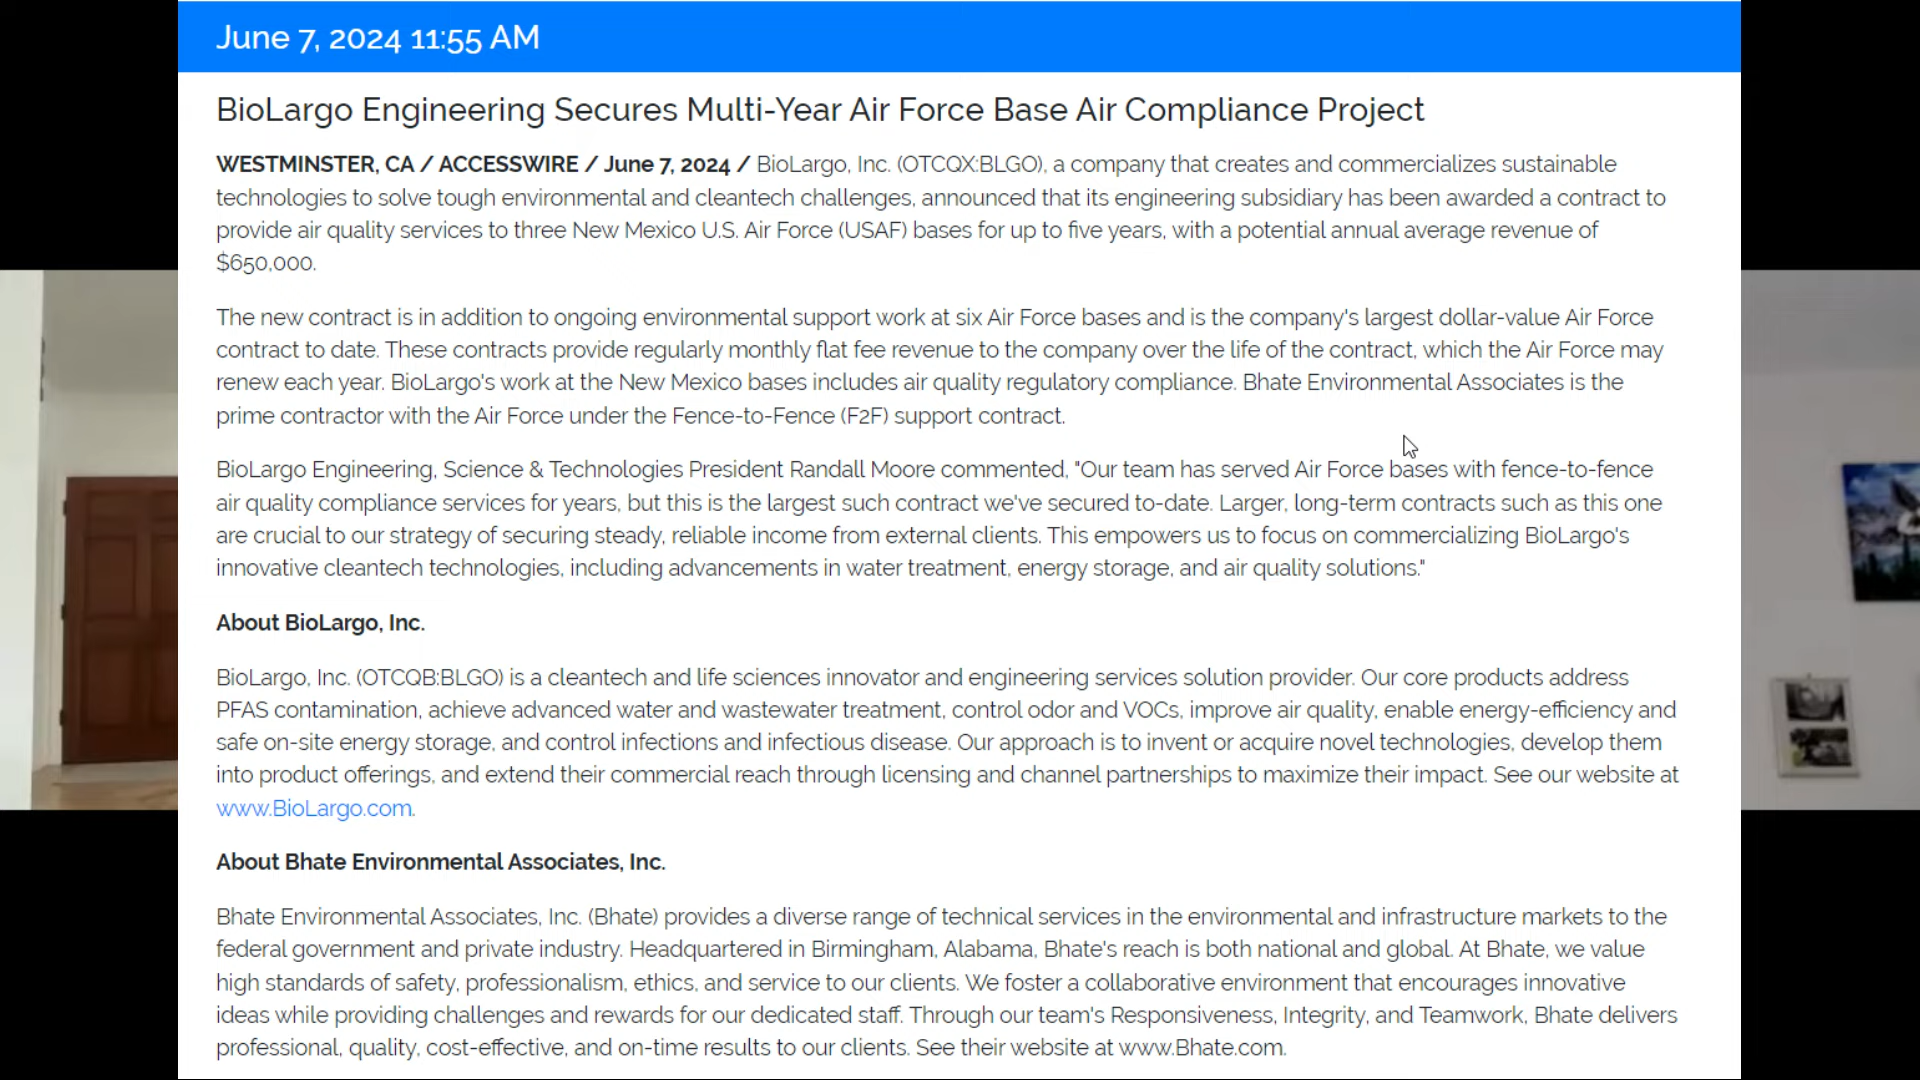 June 7, 2024 11:55 AM
BioLargo Engineering Secures Multi-Year Air Force Base Air Compliance Project
WESTMINSTER, CA / ACCESSWIRE / June 7, 2024 / BioLargo, Inc. (OTCQX:BLGO), a company that creates and commercializes sustainable
technologies to solve tough environmental and cleantech challenges, announced that its engineering subsidiary has been awarded a contract to
provide air quality services to three New Mexico U.S. Air Force (USAF) bases for up to five years, with a potential annual average revenue of
$650,000.
The new contract is in addition to ongoing environmental support work at six Air Force bases and is the company's largest dollar-value Air Force
contract to date. These contracts provide regularly monthly flat fee revenue to the company over the life of the contract, which the Air Force may
renew each year. BioLargo's work at the New Mexico bases includes air quality regulatory compliance. Bhate Environmental Associates is the
prime contractor with the Air Force under the Fence-to-Fence (F2F) support contract.
BioLargo Engineering, Science & Technologies President Randall Moore commented, "Our team has served Air Force bases with fence-to-fence
air quality compliance services for years, but this is the largest such contract we've secured to-date. Larger, long-term contracts such as this one
are crucial to our strategy of securing steady, reliable income from external clients. This empowers us to focus on commercializing BioLargo's
innovative cleantech technologies, including advancements in water treatment, energy storage, and air quality solutions."
About BioLargo, Inc.
BioLargo, Inc. (OTCQB:BLGO) is a cleantech and life sciences innovator and engineering services solution provider. Our core products address
PFAS contamination, achieve advanced water and wastewater treatment, control odor and VOCs, improve air quality, enable energy-efficiency and
safe on-site energy storage, and control infections and infectious disease. Our approach is to invent or acquire novel technologies, develop them
into product offerings, and extend their commercial reach through licensing and channel partnerships to maximize their impact. See our website at
www.BioLargo.com.
About Bhate Environmental Associates, Inc.
Bhate Environmental Associates, Inc. (Bhate) provides a diverse range of technical services in the environmental and infrastructure markets to the
federal government and private industry. Headquartered in Birmingham, Alabama, Bhate's reach is both national and global. At Bhate, we value
high standards of safety, professionalism, ethics, and service to our clients. We foster a collaborative environment that encourages innovative
ideas while providing challenges and rewards for our dedicated staff. Through our team's Responsiveness, Integrity, and Teamwork, Bhate delivers
professional, quality, cost-effective, and on-time results to our clients. See their website at www.Bhate.com.